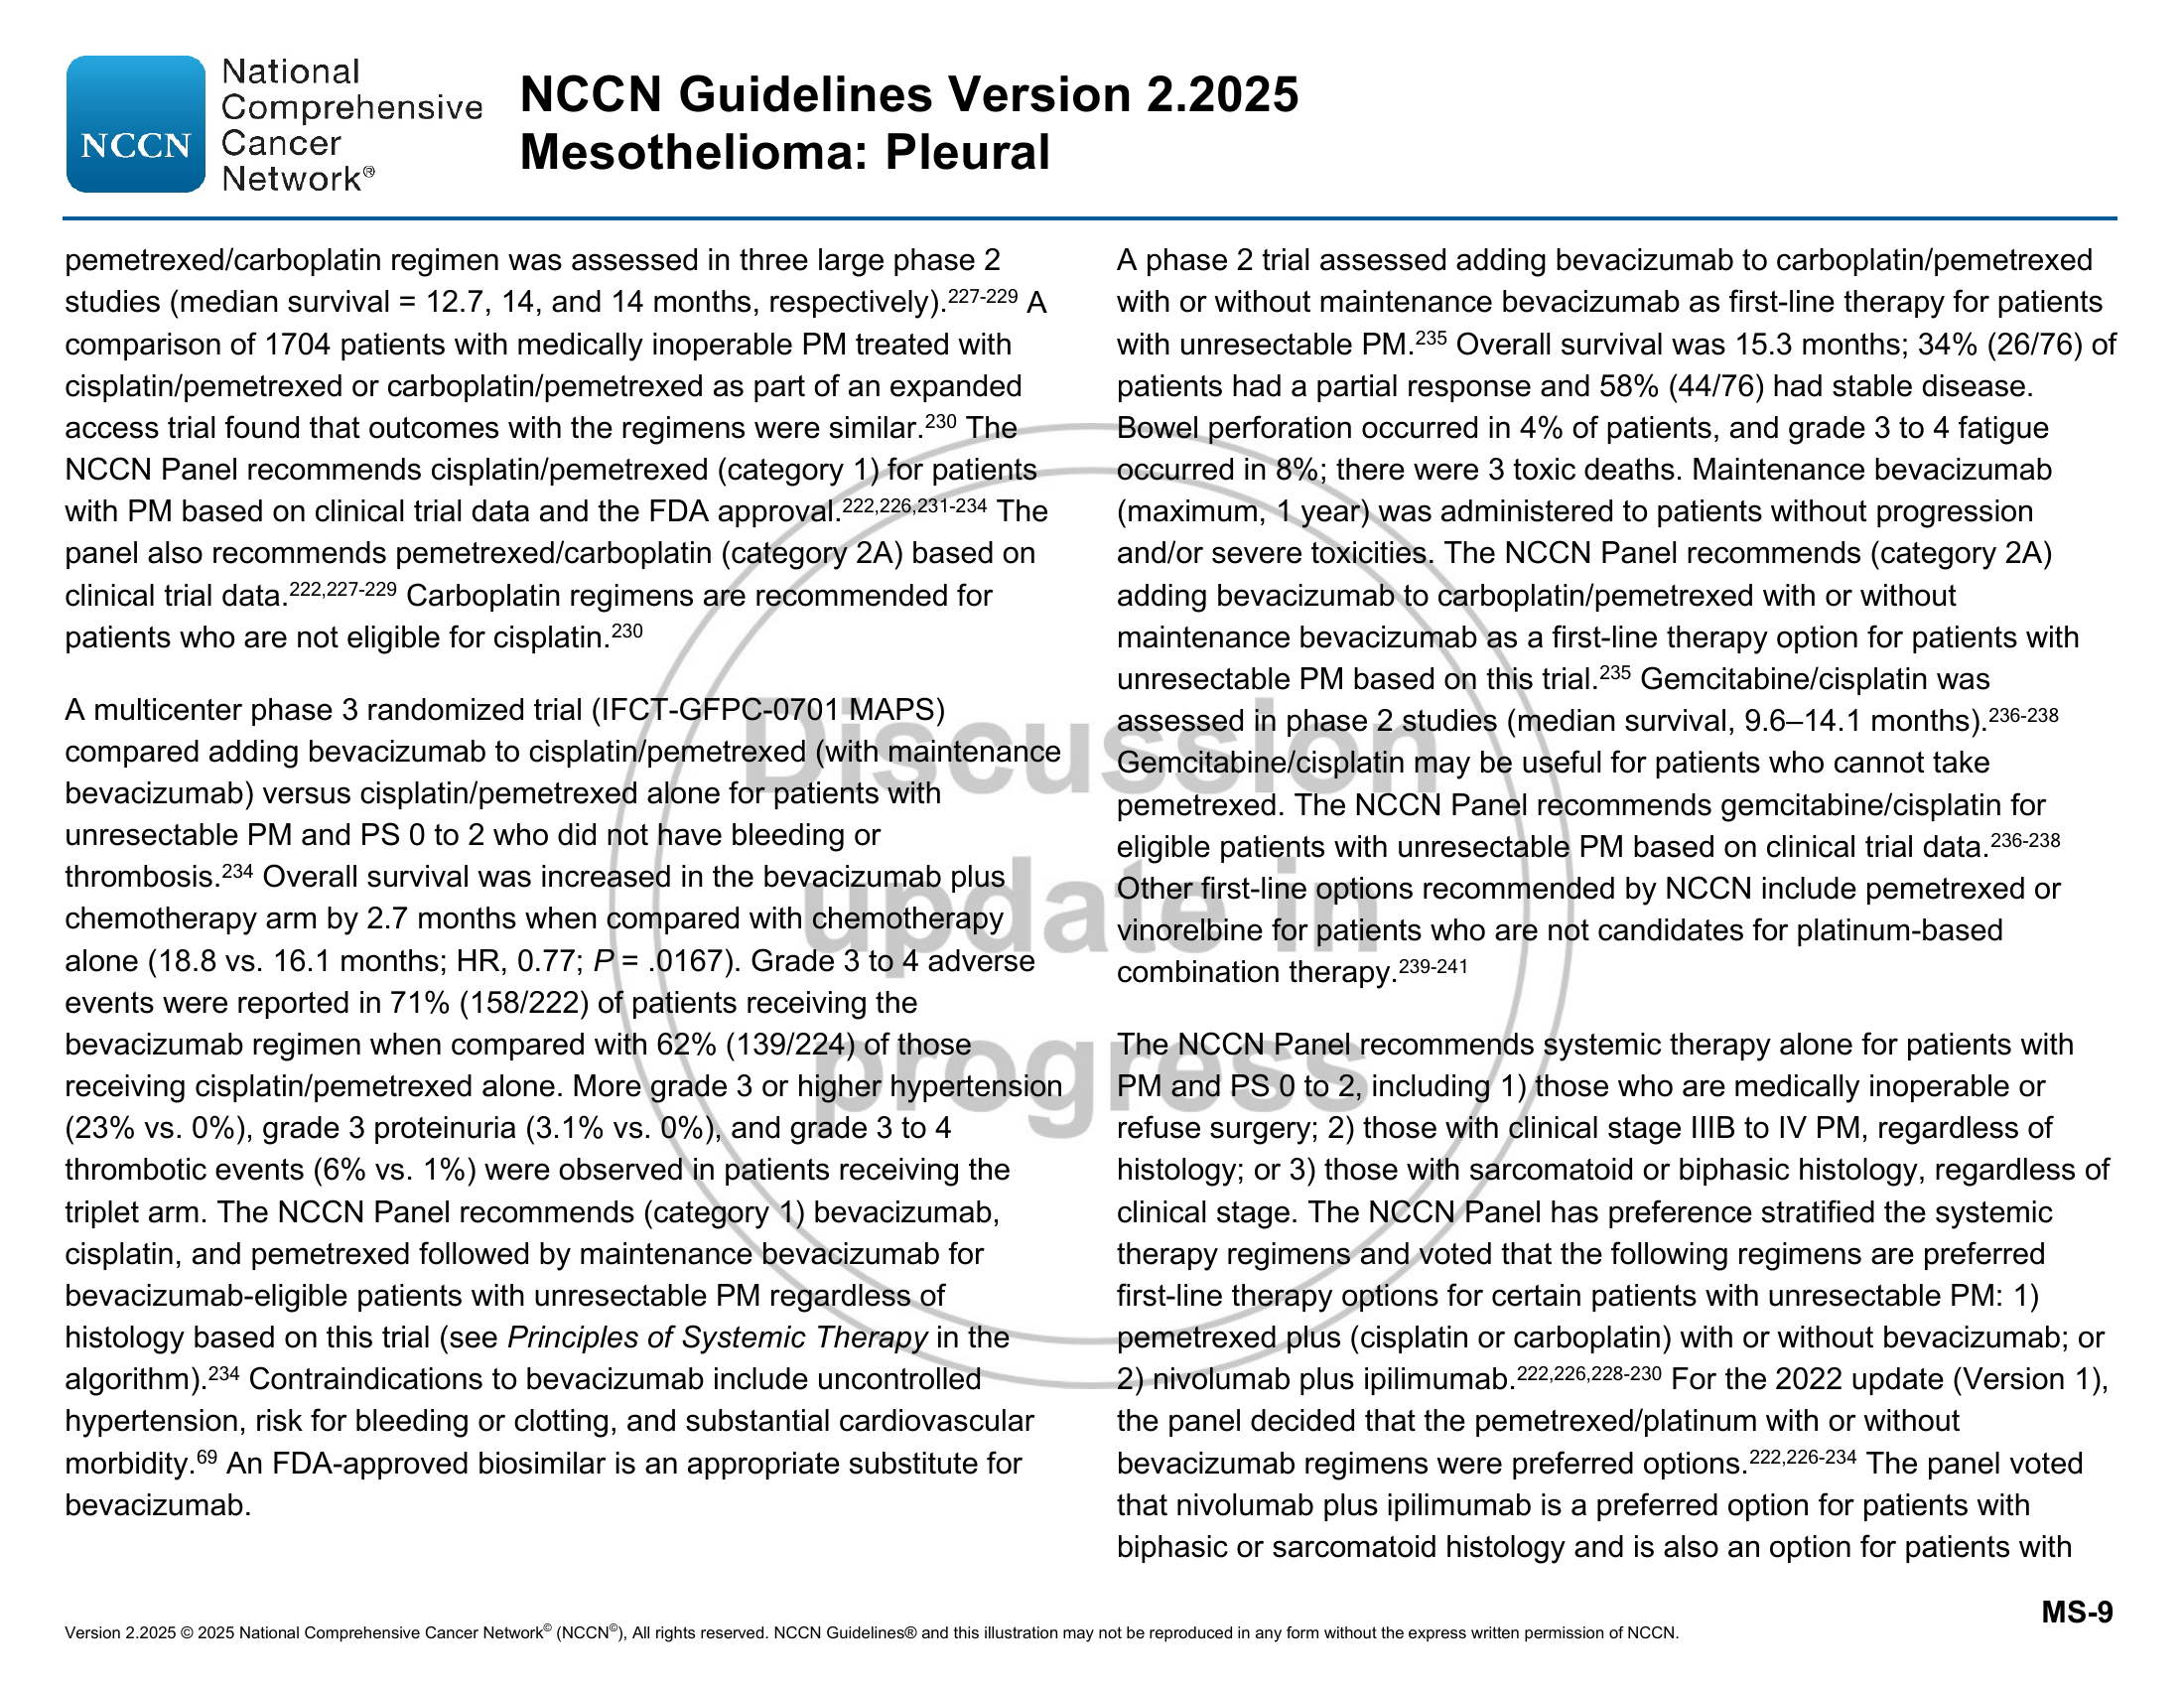 NCCN
National
Comprehensive
Cancer
Network®
NCCN Guidelines Version 2.2025
Mesothelioma: Pleural
pemetrexed/carboplatin regimen was assessed in three large phase 2
studies (median survival = 12.7, 14, and 14 months, respectively).227-229 A
comparison of 1704 patients with medically inoperable PM treated with
cisplatin/pemetrexed or carboplatin/pemetrexed as part of an expanded
access trial found that outcomes with the regimens were similar.230 The
NCCN Panel recommends cisplatin/pemetrexed (category 1) for patients
with PM based on clinical trial data and the FDA approval.222,226,231-234 The
panel also recommends pemetrexed/carboplatin (category 2A) based on
clinical trial data.222,227-229 Carboplatin regimens are recommended for
patients who are not eligible for cisplatin.230
A multicenter phase 3 randomized trial (IFCT-GFPC-0701 MAPS)
compared adding bevacizumab to cisplatin/pemetrexed (with maintenance
bevacizumab) versus cisplatin/pemetrexed alone for patients with
unresectable PM and PS 0 to 2 who did not have bleeding or
thrombosis.234 Overall survival was increased in the bevacizumab plus
chemotherapy arm by 2.7 months when compared with chemotherapy
alone (18.8 vs. 16.1 months; HR, 0.77; P = .0167). Grade 3 to 4 adverse
events were reported in 71% (158/222) of patients receiving the
bevacizumab regimen when compared with 62% (139/224) of those
receiving cisplatin/pemetrexed alone. More grade 3 or higher hypertension
(23% vs. 0%), grade 3 proteinuria (3.1% vs. 0%), and grade 3 to 4
thrombotic events (6% vs. 1%) were observed in patients receiving the
triplet arm. The NCCN Panel recommends (category 1) bevacizumab,
cisplatin, and pemetrexed followed by maintenance bevacizumab for
bevacizumab-eligible patients with unresectable PM regardless of
histology based on this trial (see Principles of Systemic Therapy in the
algorithm).234 Contraindications to bevacizumab include uncontrolled
hypertension, risk for bleeding or clotting, and substantial cardiovascular
morbidity.69 An FDA-approved biosimilar is an appropriate substitute for
bevacizumab.
A phase 2 trial assessed adding bevacizumab to carboplatin/pemetrexed
with or without maintenance bevacizumab as first-line therapy for patients
with unresectable PM.235 Overall survival was 15.3 months; 34% (26/76) of
patients had a partial response and 58% (44/76) had stable disease.
Bowel perforation occurred in 4% of patients, and grade 3 to 4 fatigue
occurred in 8%; there were 3 toxic deaths. Maintenance bevacizumab
(maximum, 1 year) was administered to patients without progression
and/or severe toxicities. The NCCN Panel recommends (category 2A)
adding bevacizumab to carboplatin/pemetrexed with or without
maintenance bevacizumab as a first-line therapy option for patients with
unresectable PM based on this trial.235 Gemcitabine/cisplatin was
assessed in phase 2 studies (median survival, 9.6–14.1 months).236-238
Gemcitabine/cisplatin may be useful for patients who cannot take
pemetrexed. The NCCN Panel recommends gemcitabine/cisplatin for
eligible patients with unresectable PM based on clinical trial data.236-238
Other first-line options recommended by NCCN include pemetrexed or
vinorelbine for patients who are not candidates for platinum-based
combination therapy.239-241
The NCCN Panel recommends systemic therapy alone for patients with
PM and PS 0 to 2, including 1) those who are medically inoperable or
refuse surgery; 2) those with clinical stage IIIB to IV PM, regardless of
histology; or 3) those with sarcomatoid or biphasic histology, regardless of
clinical stage. The NCCN Panel has preference stratified the systemic
therapy regimens and voted that the following regimens are preferred
first-line therapy options for certain patients with unresectable PM: 1)
pemetrexed plus (cisplatin or carboplatin) with or without bevacizumab; or
2) nivolumab plus ipilimumab.222,226,228-230 For the 2022 update (Version 1),
the panel decided that the pemetrexed/platinum with or without
bevacizumab regimens were preferred options.222,226-234 The panel voted
that nivolumab plus ipilimumab is a preferred option for patients with
biphasic or sarcomatoid histology and is also an option for patients with
Discussion
update in
progress
MS-9
Version 2.2025 © 2025 National Comprehensive Cancer Network© (NCCN©), All rights reserved. NCCN Guidelines® and this illustration may not be reproduced in any form without the express written permission of NCCN.